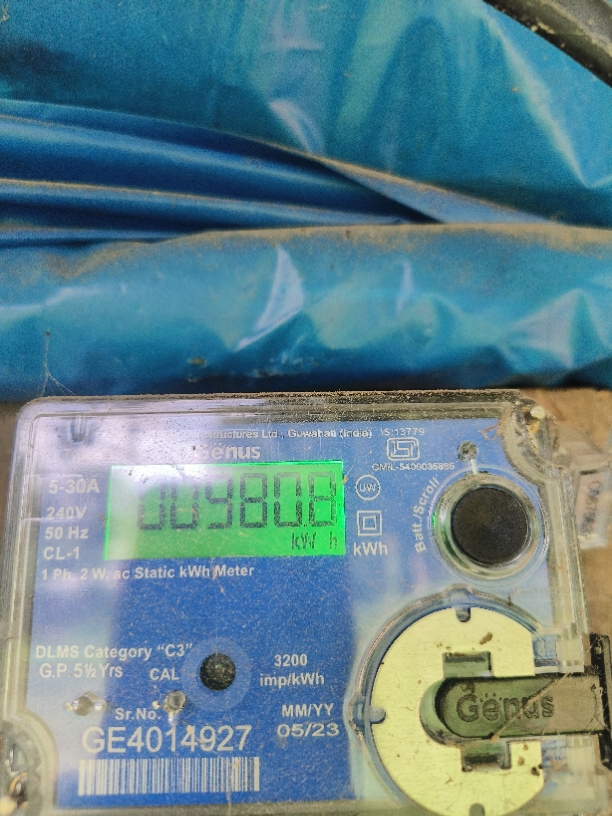 structures Ltd., Guwahati (India) IS:13779
Genus
CM/L-5400035895
5-30A
UW
240V
50 Hz
kW h
kWh
CL-1
Batt/Scroll
1 Ph. 2 W, ac Static kWh Meter
DLMS Category "C3"
G.P. 5½ Yrs
CAL
3200
imp/kWh
Genus
Sr.No.
MM/YY
GE4014927
05/23